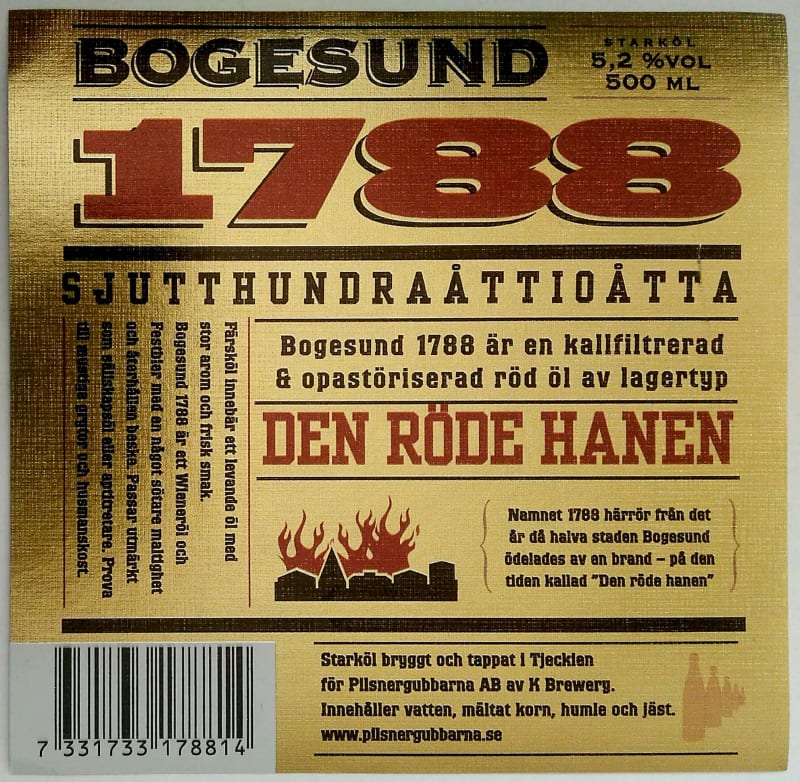 BOGESUND
STARKÖL
5,2 %VOL
500 ML
1788
SJUTTHUNDRAÅTTIOÅTTA
Färsköl innebär ett levande öl med
stor arom och frisk smak.
Bogesund 1788 är ett Wieneröl och
Festbier med en något sötare maltighet
och återhållen beska. Passar utmärkt
som sällskapsöl eller aptitretare. Prova
till mustiga grytor och husmanskost.
Bogesund 1788 är en kallfiltrerad
& opastöriserad röd öl av lagertyp
DEN RÖDE HANEN
Namnet 1788 härrör från det
år då halva staden Bogesund
ödelades av en brand – på den
tiden kallad "Den röde hanen"
Starköl bryggt och tappat i Tjeckien
för Pilsnergubbarna AB av K Brewery.
Innehåller vatten, mältat korn, humle och jäst.
www.pilsnergubbarna.se
7 331733 178814